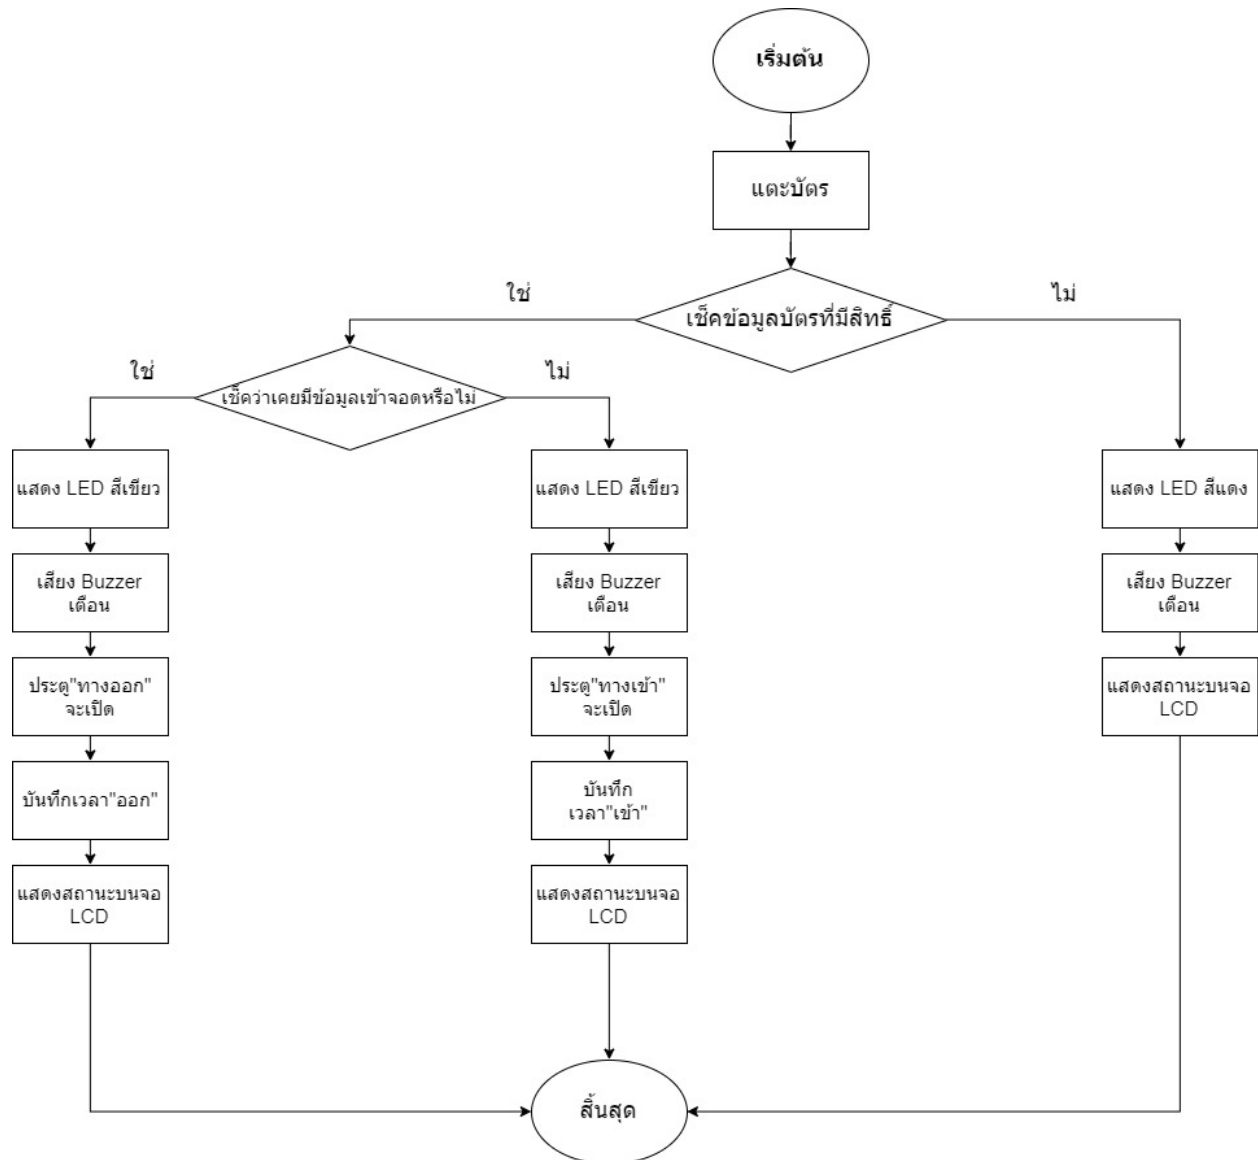 เริ่มต้น
แตะบัตร
ใช่
ไม่
เช็คข้อมูลบัตรที่มีสิทธิ์
ใช่
ไม่
เช็คว่าเคยมีข้อมูลเข้าจอดหรือไม่
แสดง LED สีเขียว
แสดง LED สีเขียว
แสดง LED สีแดง
เสียง Buzzer
เตือน
เสียง Buzzer
เตือน
เสียง Buzzer
เตือน
ประตู"ทางออก"
จะเปิด
ประตู"ทางเข้า"
จะเปิด
แสดงสถานะบนจอ
LCD
บันทึกเวลา"ออก"
บันทึก
เวลา"เข้า"
แสดงสถานะบนจอ
LCD
แสดงสถานะบนจอ
LCD
สิ้นสุด